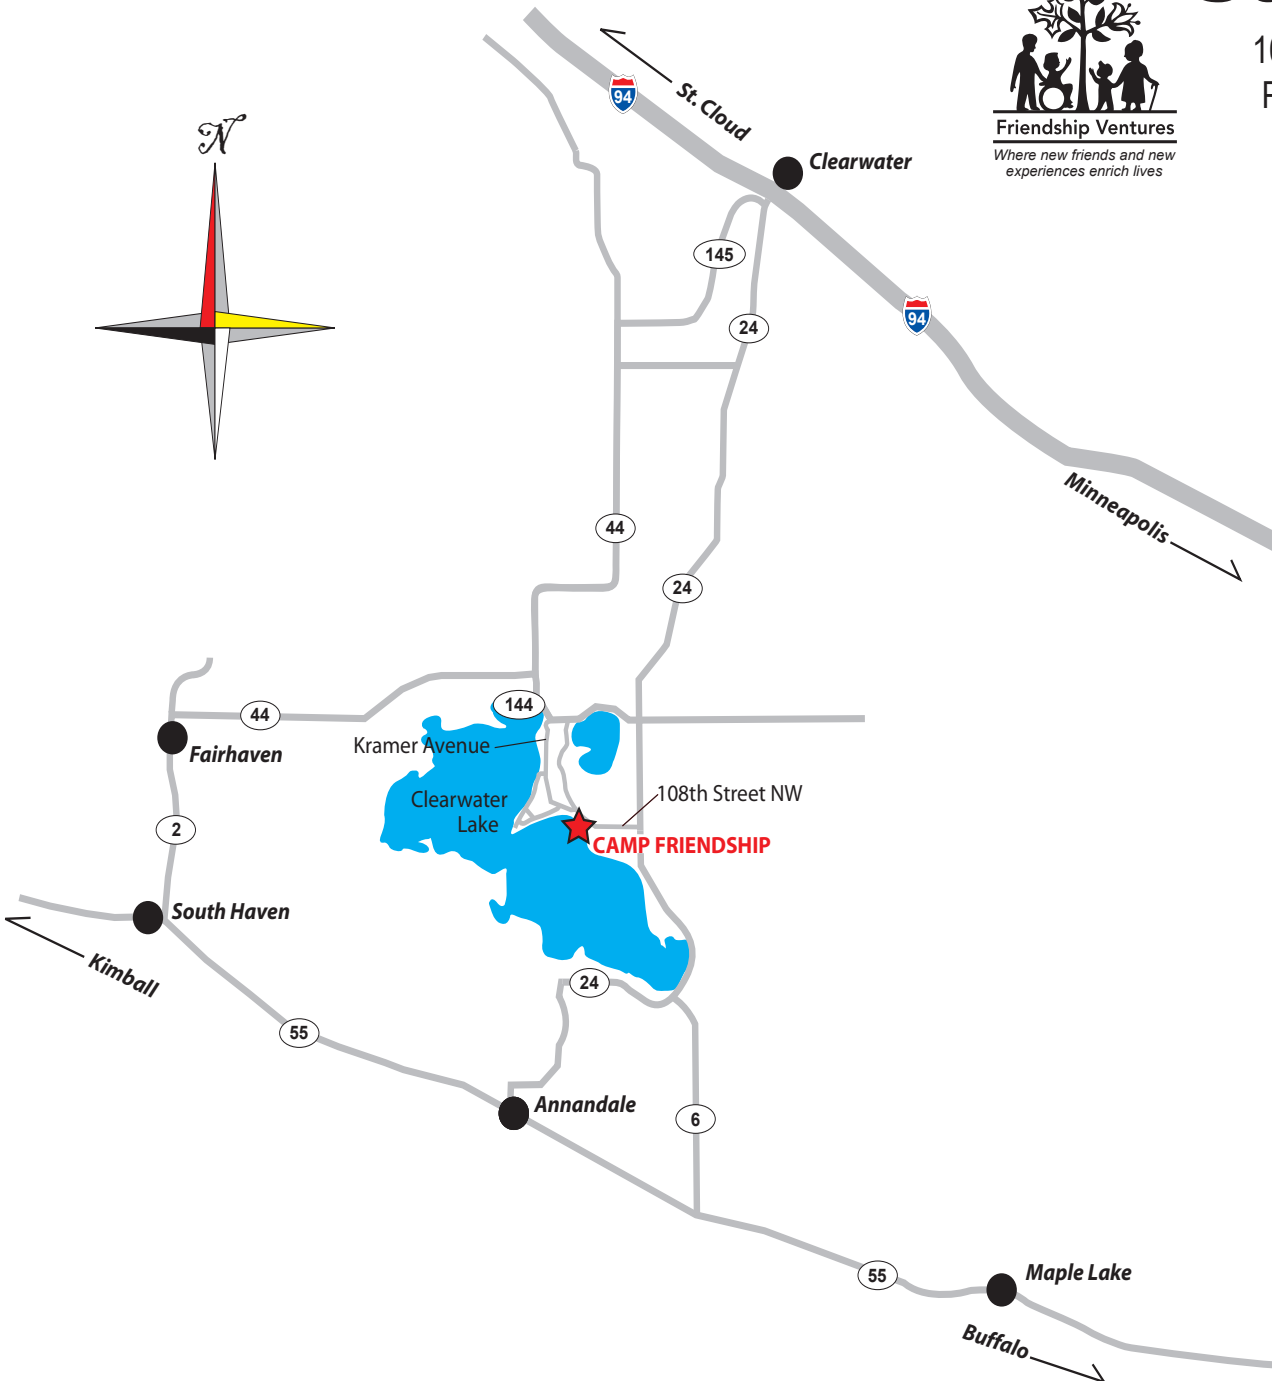 N
94
St. Cloud
Clearwater
Friendship Ventures
Where new friends and new
experiences enrich lives
145
24
94
Minneapolis
44
24
144
44
Kramer Avenue
Fairhaven
108th Street NW
Clearwater
Lake
2
CAMP FRIENDSHIP
South Haven
Kimball
24
55
Annandale
6
55
Maple Lake
Buffalo